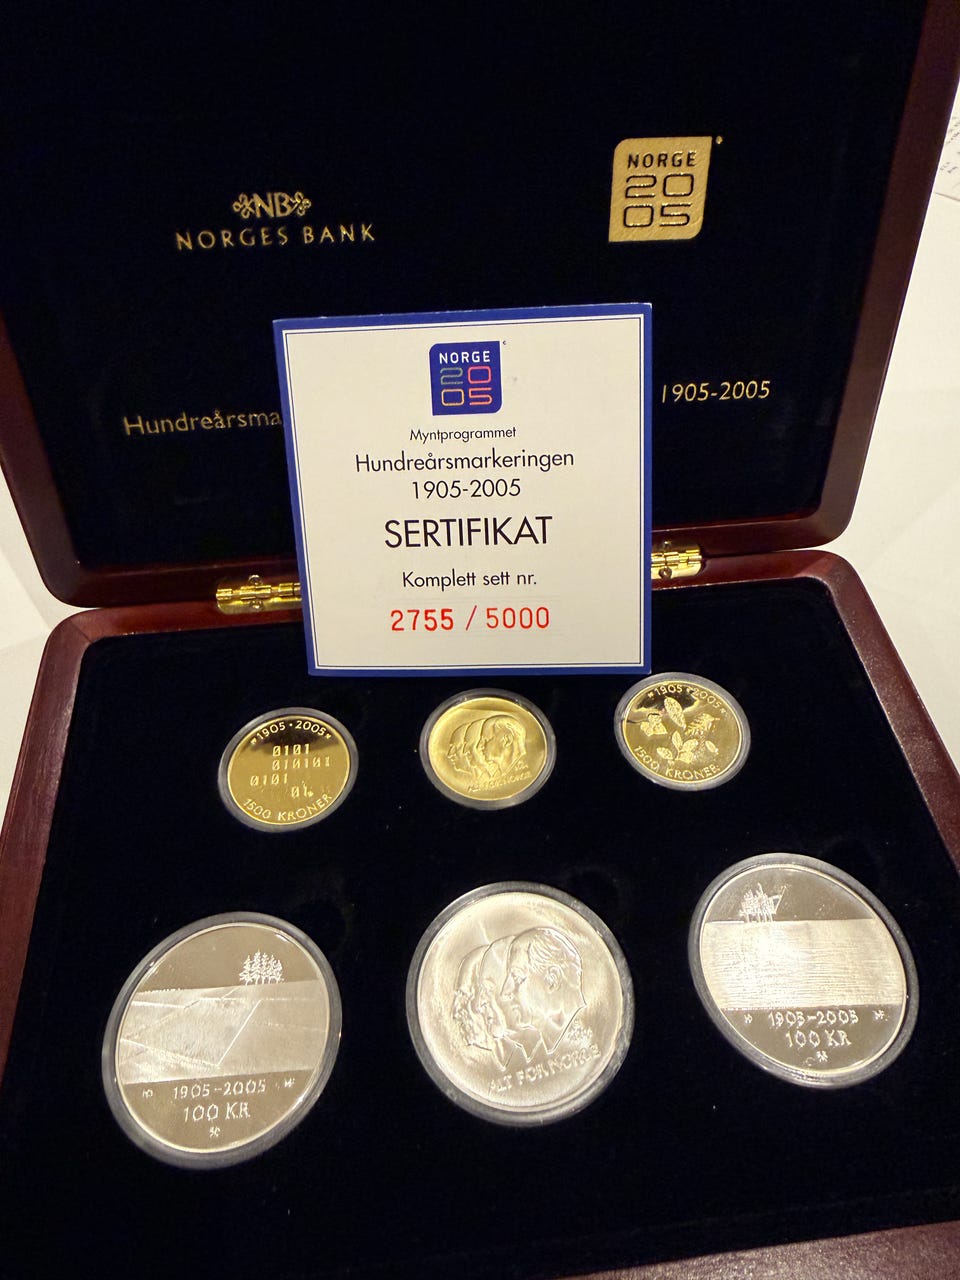 NB
NORGES BANK
NORGE
20
05
Hundreårsma
1905-2005
NORGE
20
05
Myntprogrammet
Hundreårsmarkeringen
1905-2005
SERTIFIKAT
Komplett sett nr.
2755 / 5000
1905·2005
0101
010101
0101
01
1500 KRONER
1905·2005
1500 KRONER
1905-2005
100 KR
ALT FOR NORGE
1905-2005
100 KR